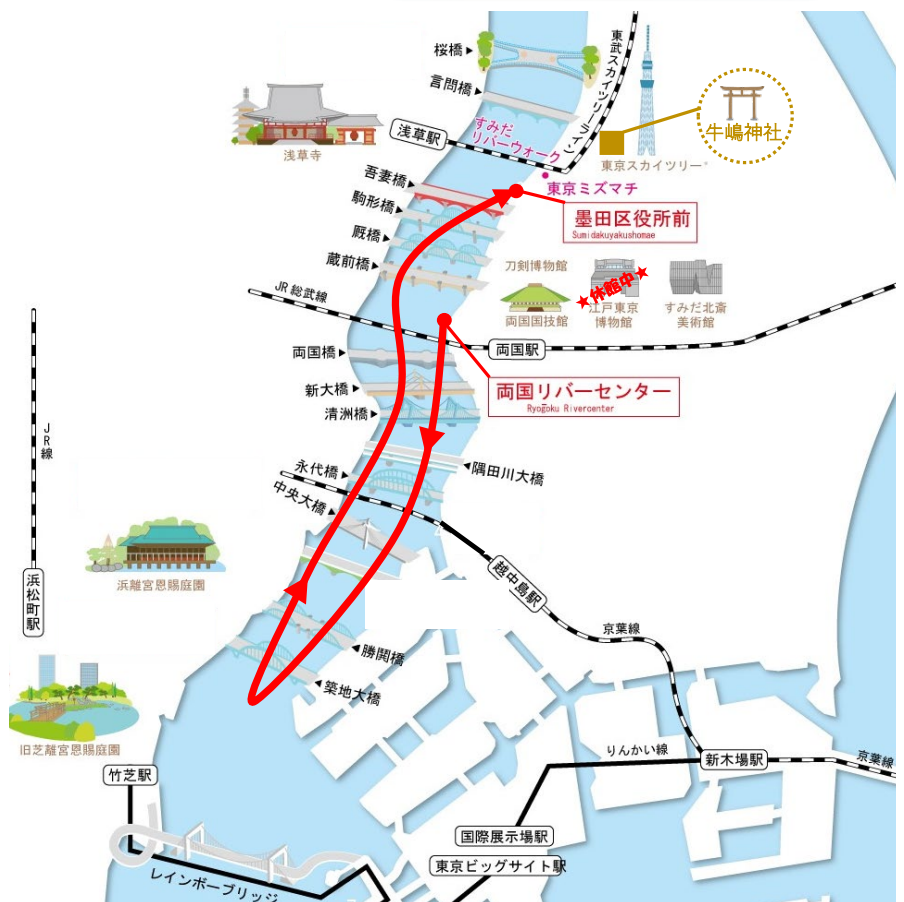 桜橋
言問橋
東武スカイツリーライン
浅草寺
浅草駅
すみだ
リバーウォーク
牛嶋神社
東京スカイツリー®
東京ミズマチ
吾妻橋
駒形橋
厩橋
蔵前橋
墨田区役所前
Sumidakuyakushomae
刀剣博物館
★休館中★
JR総武線
両国国技館
江戸東京
博物館
すみだ北斎
美術館
両国橋
両国駅
新大橋
清洲橋
両国リバーセンター
Ryogoku Rivercenter
JR線
永代橋
隅田川大橋
中央大橋
浜離宮恩賜庭園
浜松町駅
越中島駅
京葉線
勝鬨橋
築地大橋
旧芝離宮恩賜庭園
りんかい線
新木場駅
京葉線
竹芝駅
国際展示場駅
東京ビッグサイト駅
レインボーブリッジ